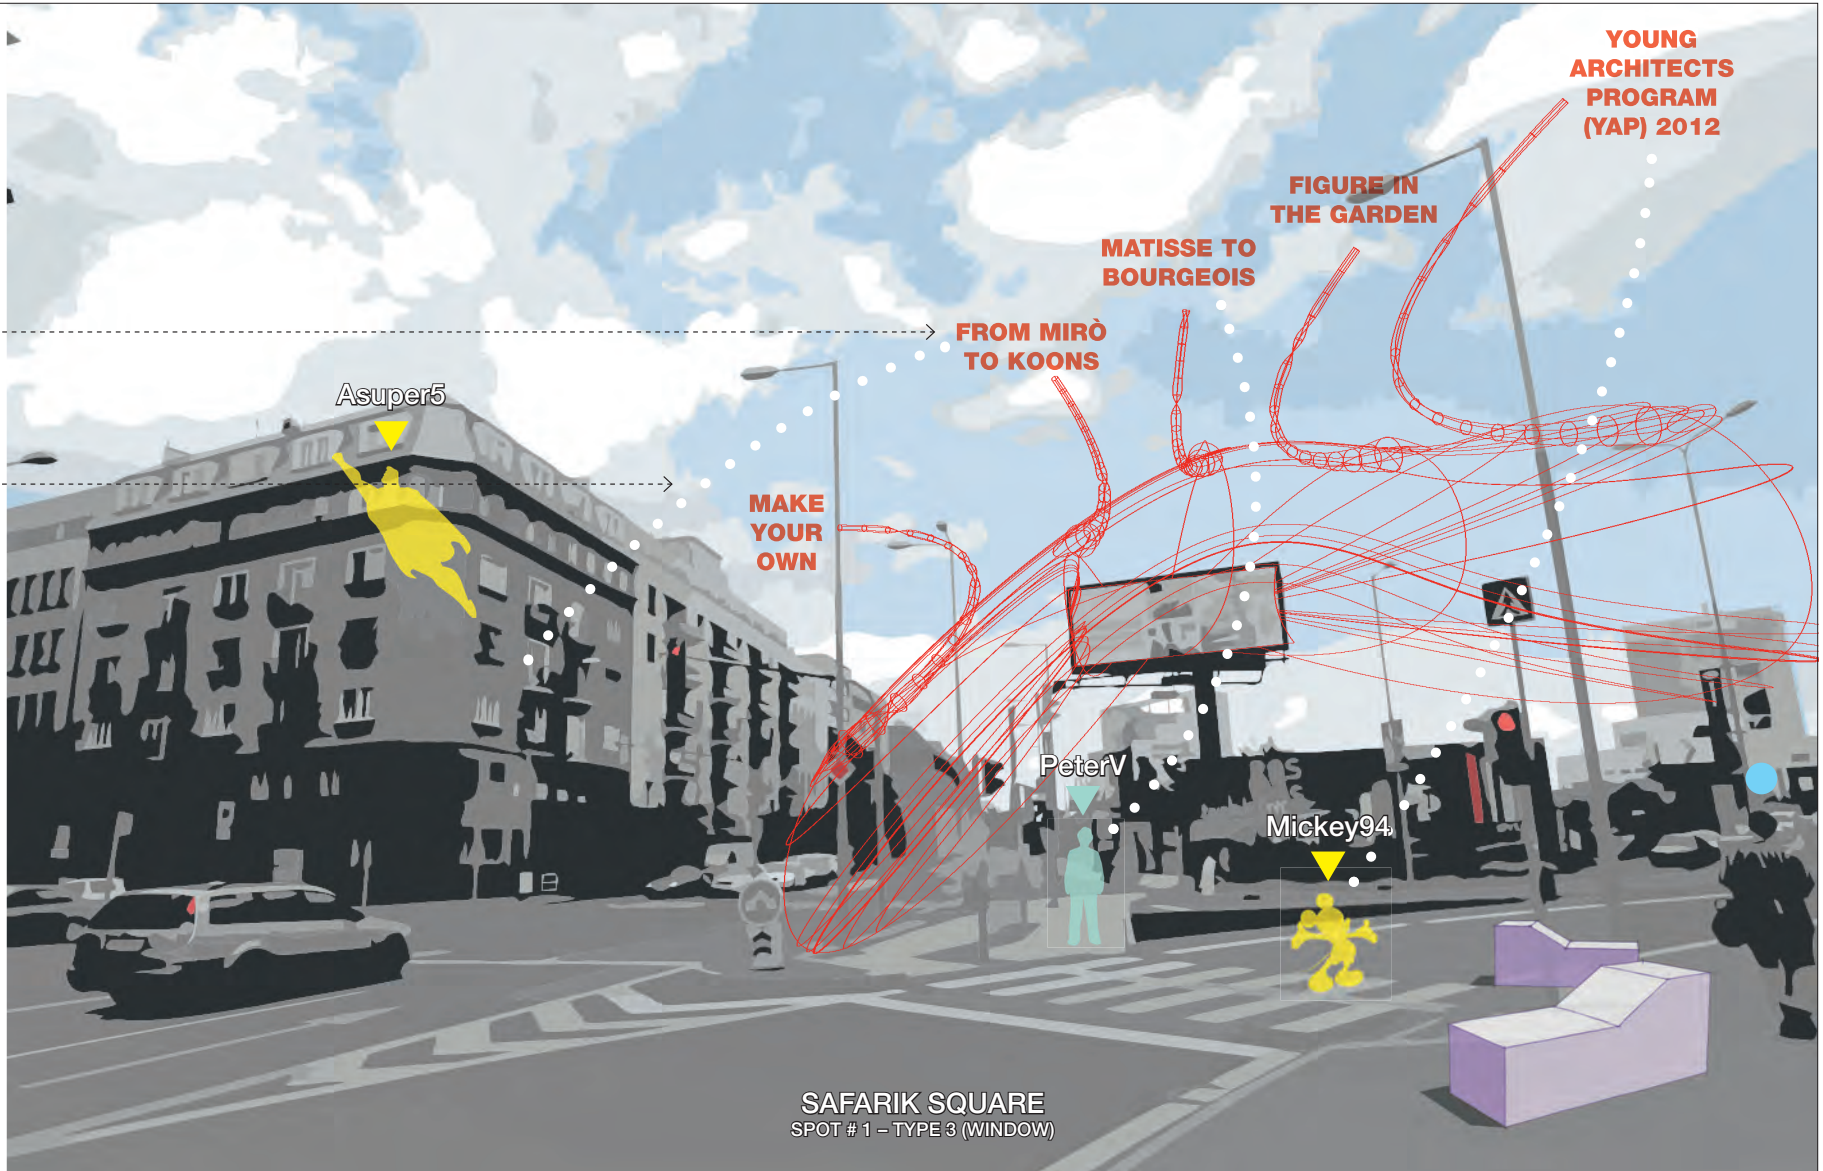 YOUNG
ARCHITECTS
PROGRAM
(YAP) 2012
FIGURE IN
THE GARDEN
MATISSE TO
BOURGEOIS
FROM MIRÒ
TO KOONS
Asuper5
MAKE
YOUR
OWN
PeterV
Mickey94
SAFARIK SQUARE
SPOT # 1 – TYPE 3 (WINDOW)